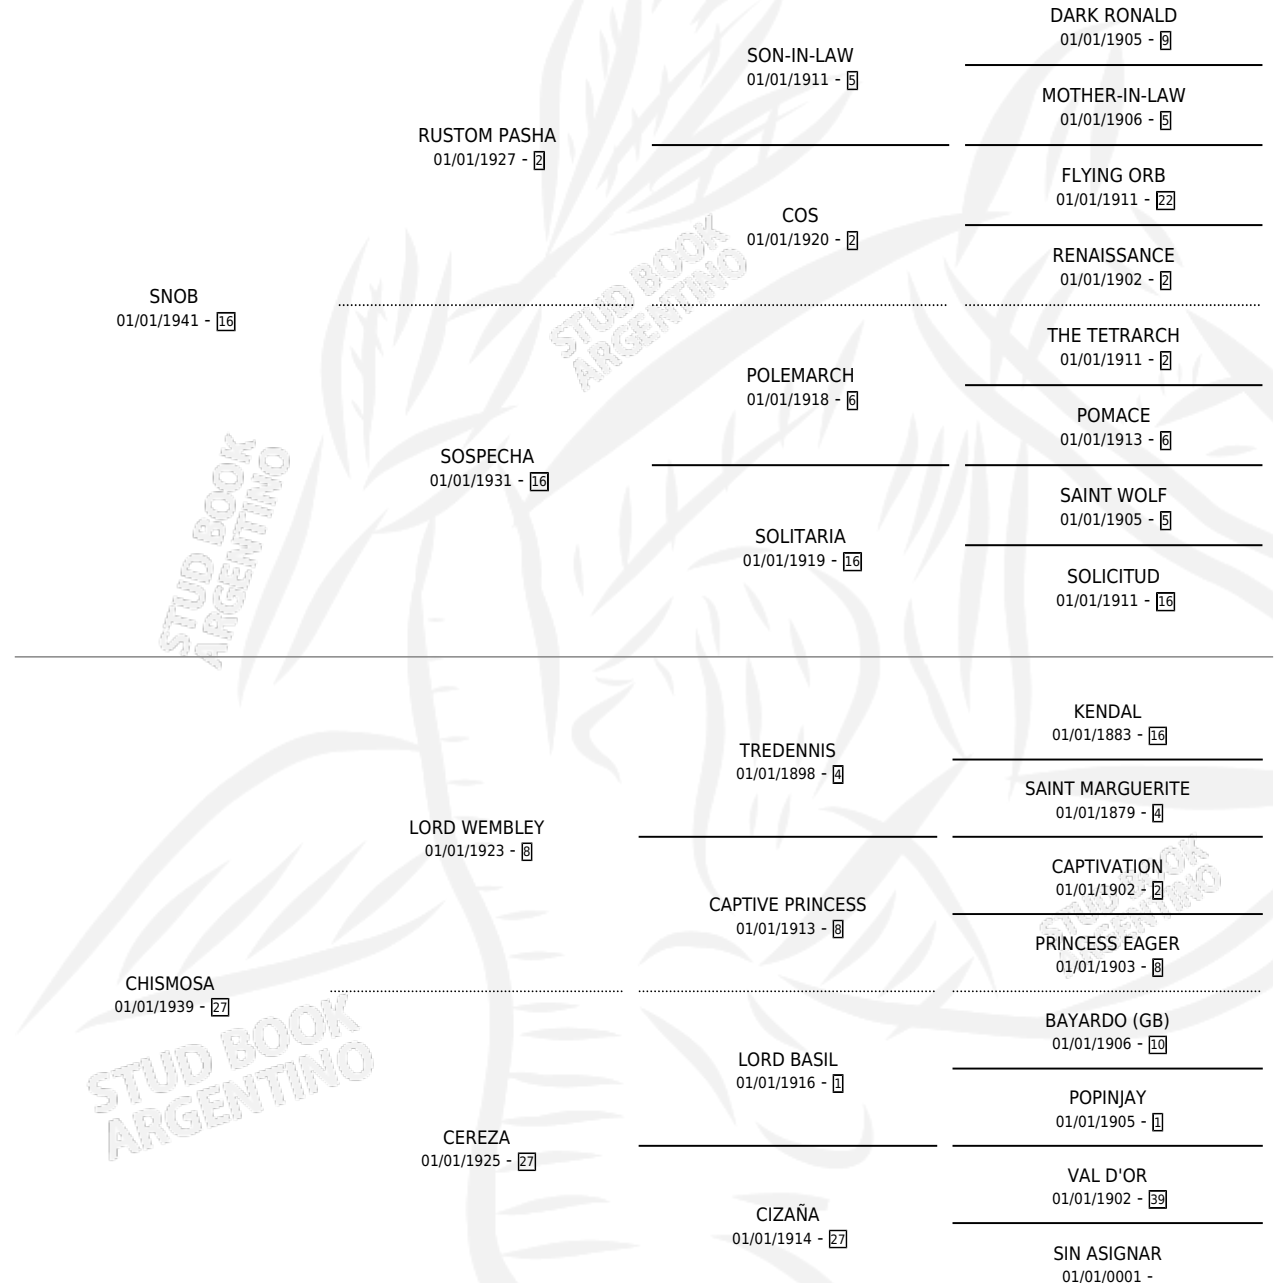 DARK RONALD
01/01/1905 - 9
SON-IN-LAW
01/01/1911 - 5
MOTHER-IN-LAW
01/01/1906 - 5
RUSTOM PASHA
01/01/1927 - 2
FLYING ORB
01/01/1911 - 22
COS
01/01/1920 - 2
RENAISSANCE
01/01/1902 - 2
SNOB
01/01/1941 - 16
THE TETRARCH
01/01/1911 - 2
POLEMARCH
01/01/1918 - 6
POMACE
01/01/1913 - 6
SOSPECHA
01/01/1931 - 16
SAINT WOLF
01/01/1905 - 5
SOLITARIA
01/01/1919 - 16
SOLICITUD
01/01/1911 - 16
STUD BOOK
ARGENTINO
STUD BOOK
ARGENTINO
KENDAL
01/01/1883 - 16
TREDENNIS
01/01/1898 - 4
SAINT MARGUERITE
01/01/1879 - 4
LORD WEMBLEY
01/01/1923 - 8
CAPTIVATION
01/01/1902 - 2
CAPTIVE PRINCESS
01/01/1913 - 8
PRINCESS EAGER
01/01/1903 - 8
STUD BOOK
ARGENTINO
CHISMOSA
01/01/1939 - 27
BAYARDO (GB)
01/01/1906 - 10
LORD BASIL
01/01/1916 - 1
POPINJAY
01/01/1905 - 1
CEREZA
01/01/1925 - 27
VAL D'OR
01/01/1902 - 39
CIZAÑA
01/01/1914 - 27
SIN ASIGNAR
01/01/0001 -
STUD BOOK
ARGENTINO